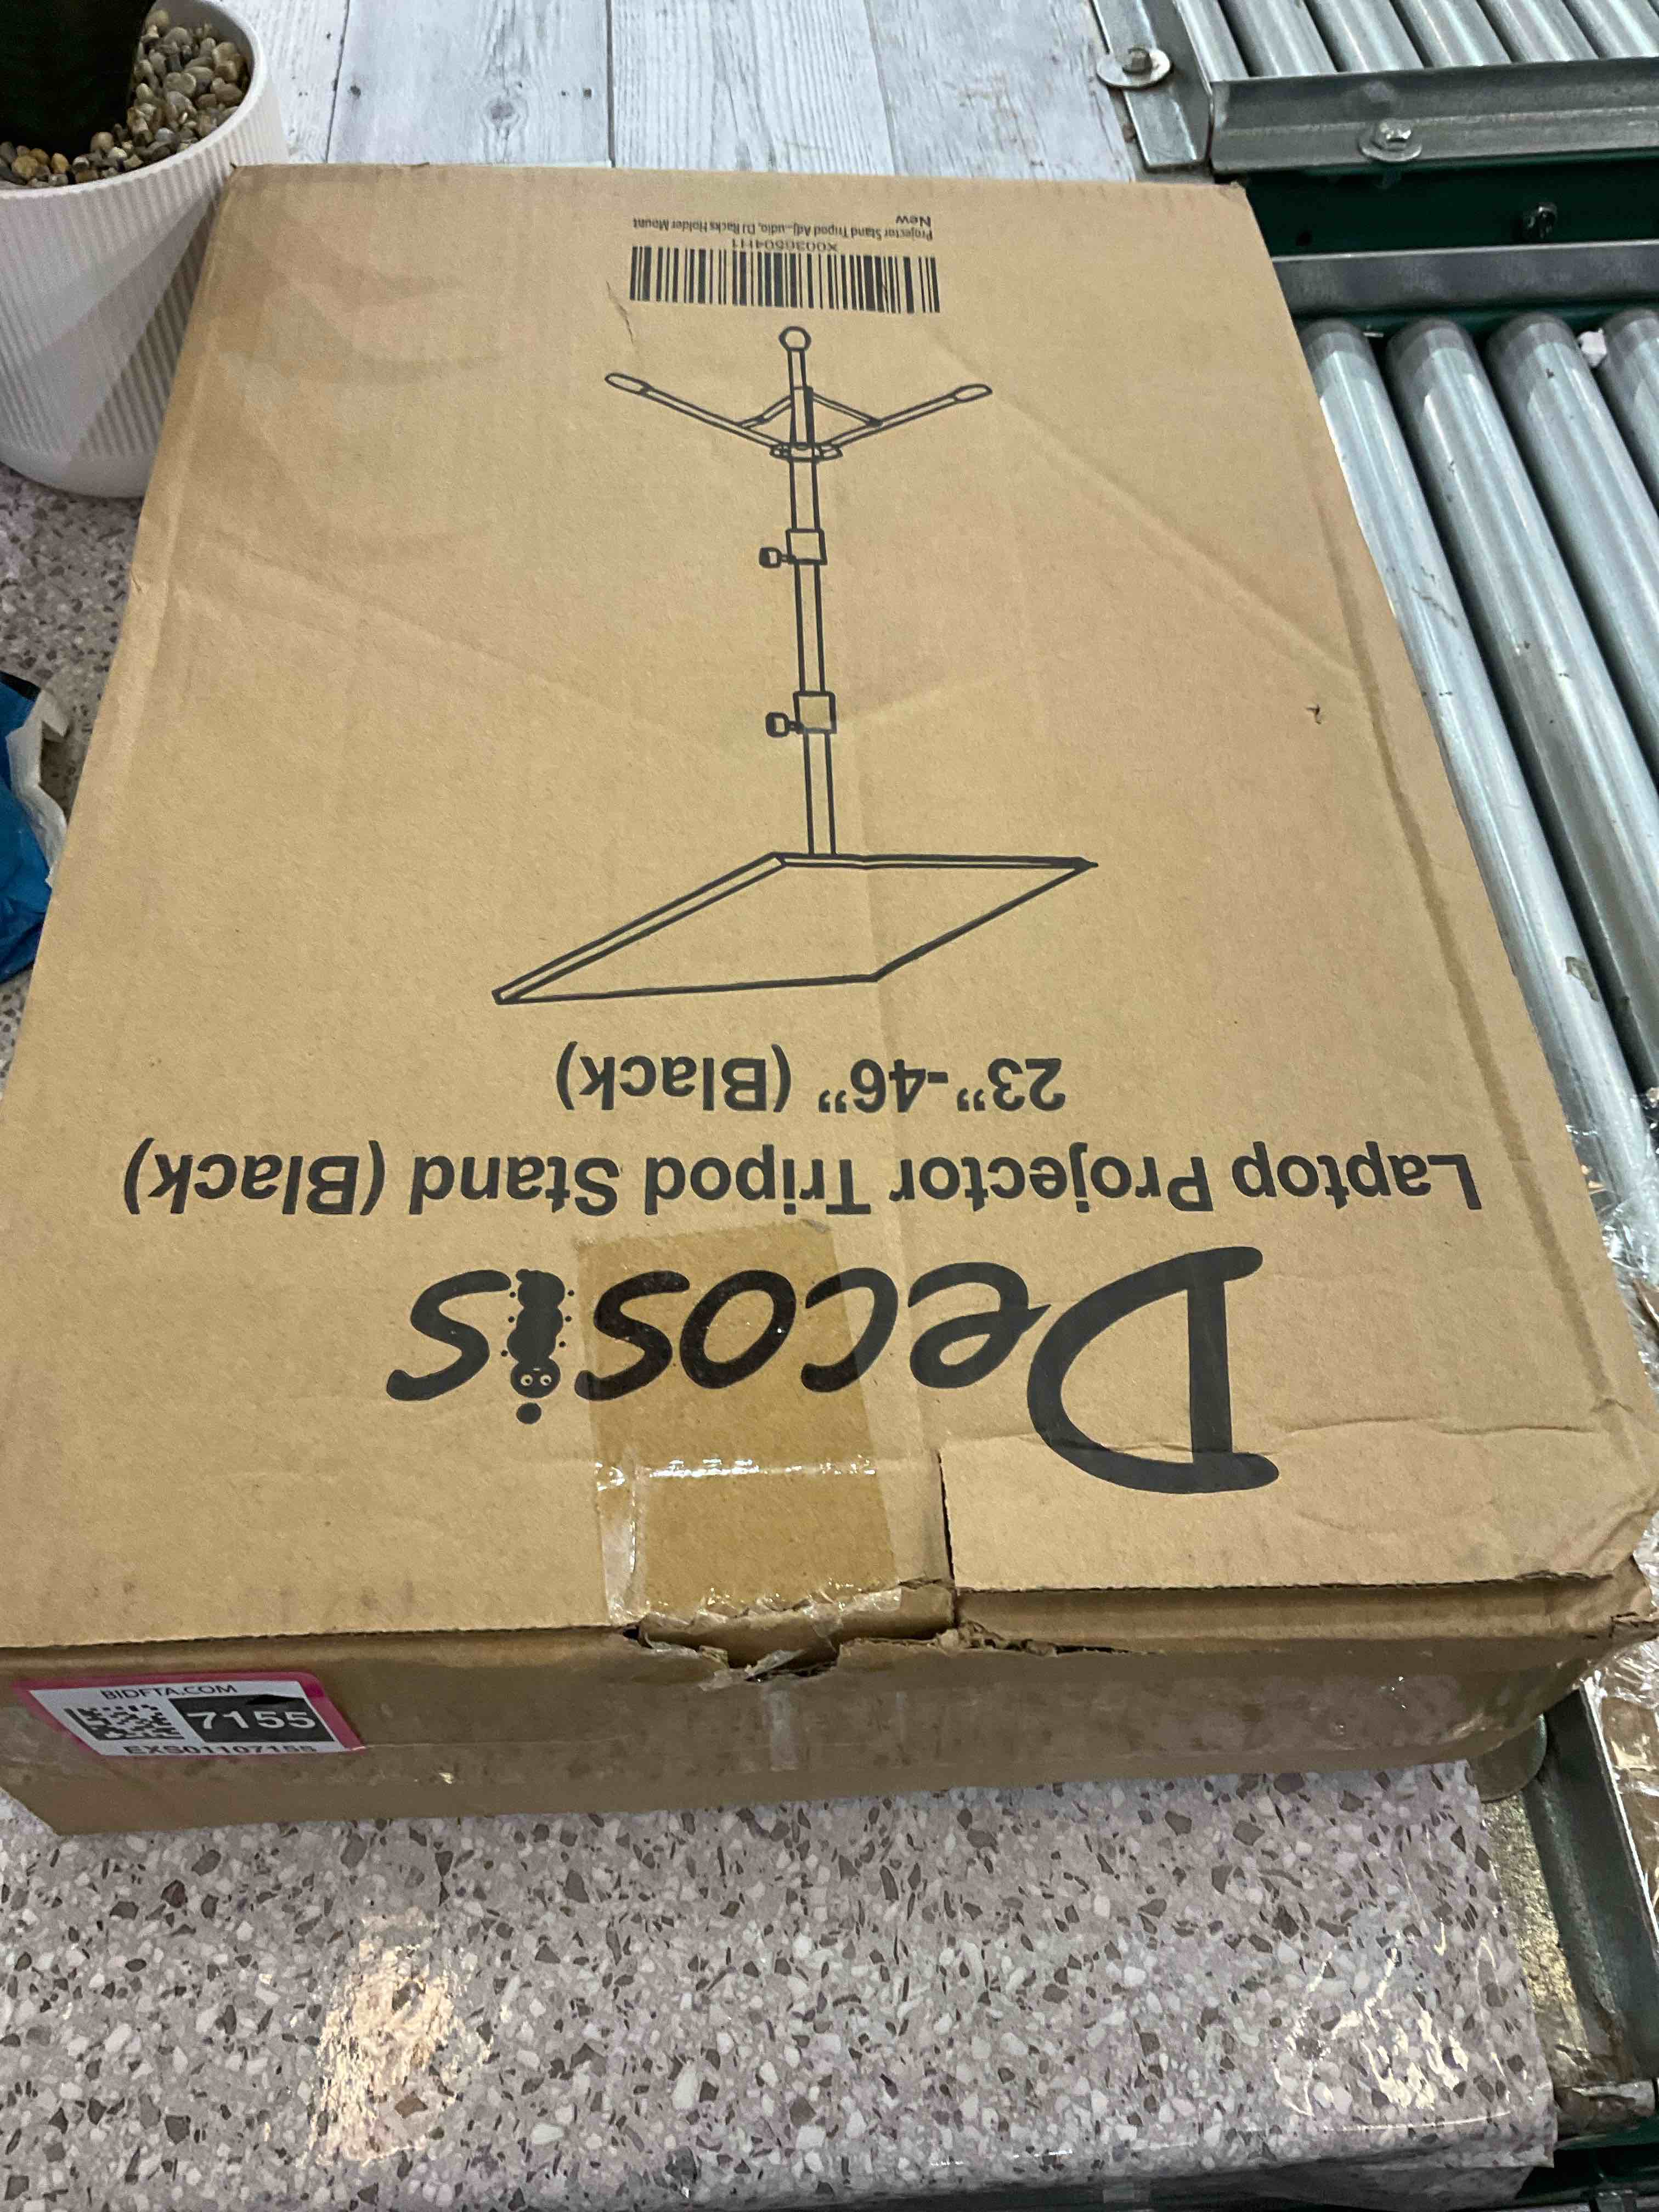 Decosis
Laptop Projector Tripod Stand (Black)
23”-46” (Black)
Projector Stand Tripod Adj...udio, DJ Racks Holder Mount
New
BIDFTA.COM
7155
EXS01107155